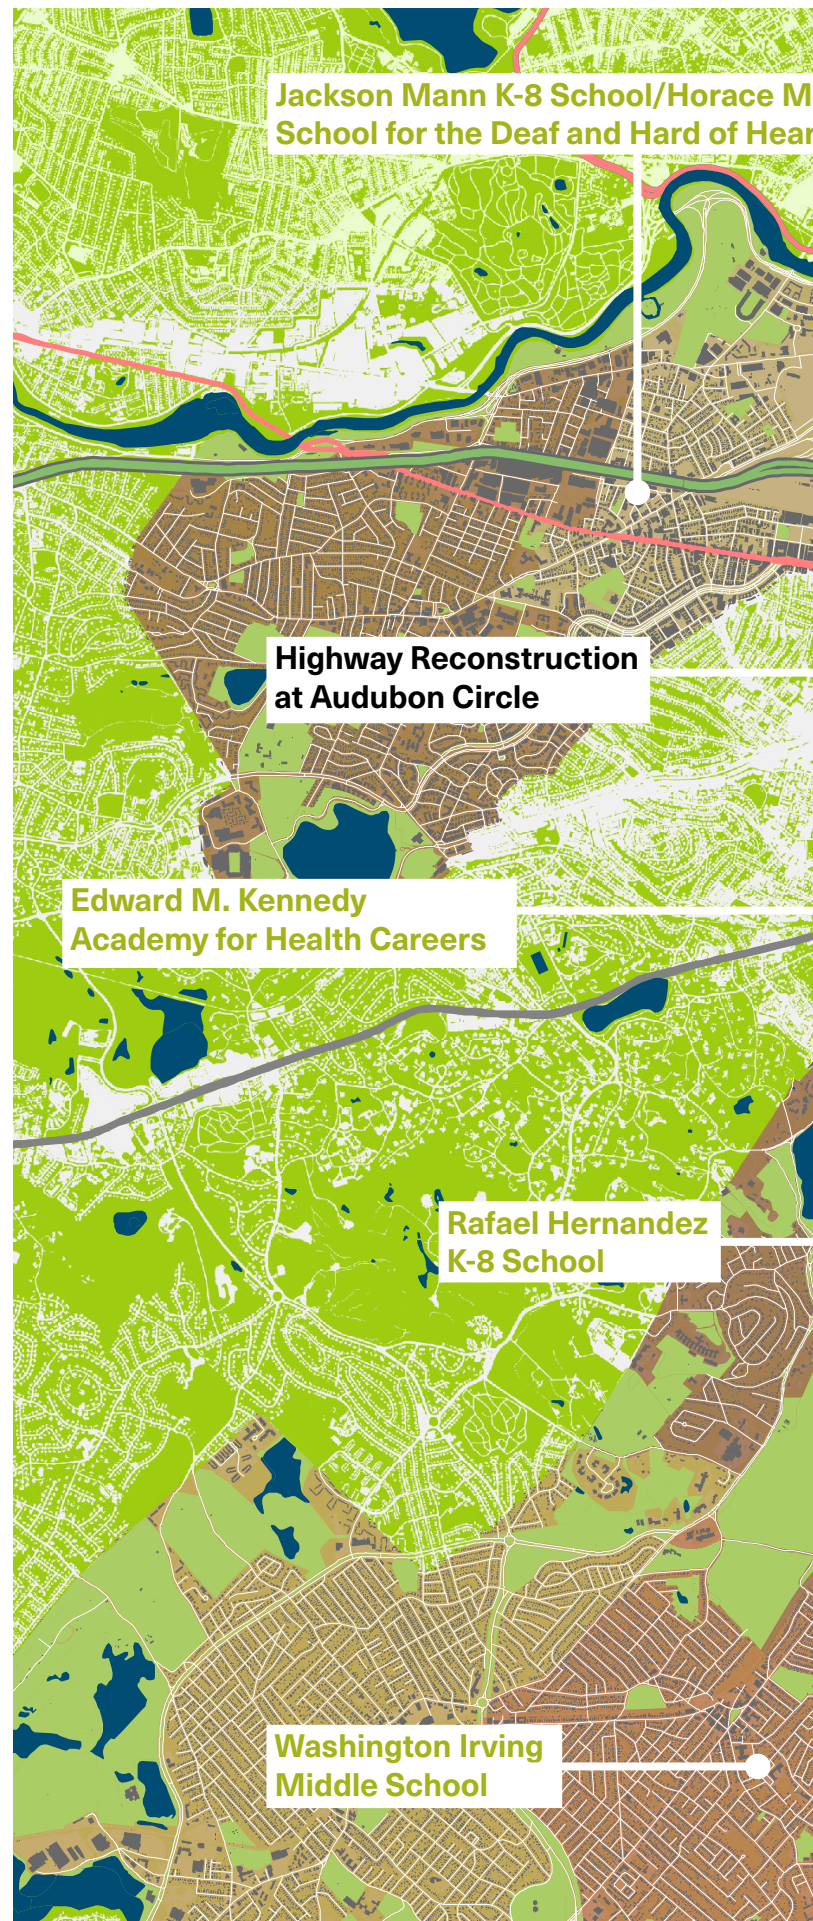 Jackson Mann K-8 School/Horace M
School for the Deaf and Hard of Hear
Highway Reconstruction
at Audubon Circle
Edward M. Kennedy
Academy for Health Careers
Rafael Hernandez
K-8 School
Washington Irving
Middle School